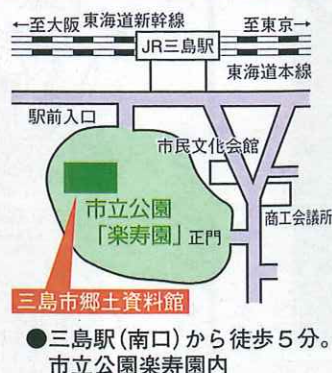 ←至大阪 東海道新幹線 至東京→
JR三島駅
東海道本線
駅前入口
市民文化会館
市立公園
「楽寿園」正門
商工会議所
三島市郷土資料館
●三島駅(南口)から徒歩5分。
市立公園楽寿園内